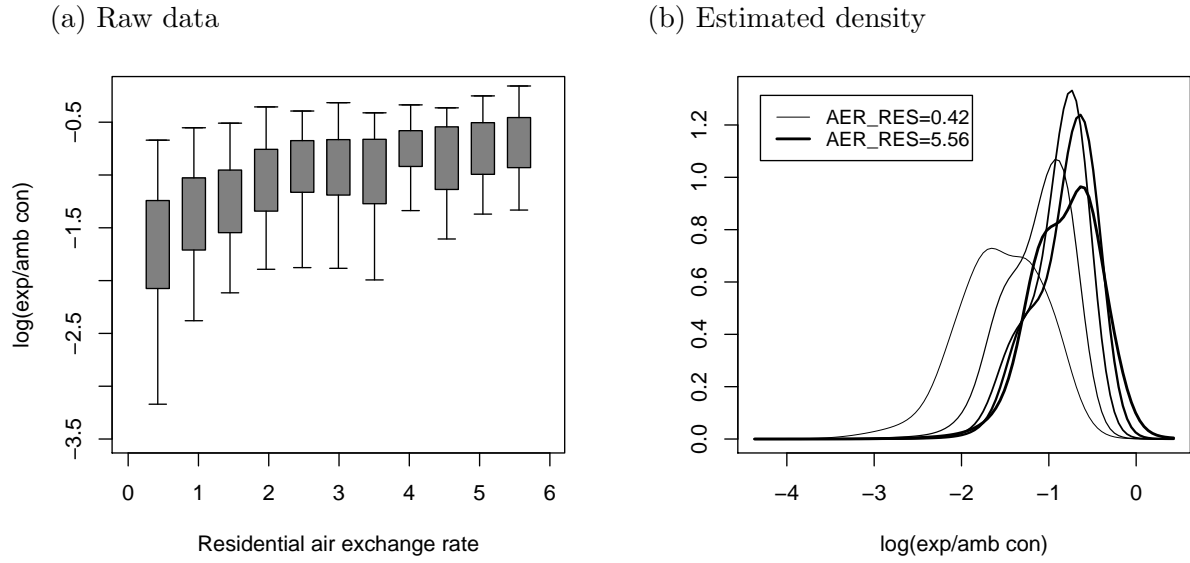 (a) Raw data
(b) Estimated density
log(exp/amb con)
−0.5
−1.5
−2.5
−3.5
0 1 2 3 4 5 6
Residential air exchange rate
AER_RES=0.42
AER_RES=5.56
1.2
1.0
0.8
0.6
0.4
0.2
0.0
−4 −3 −2 −1 0
log(exp/amb con)